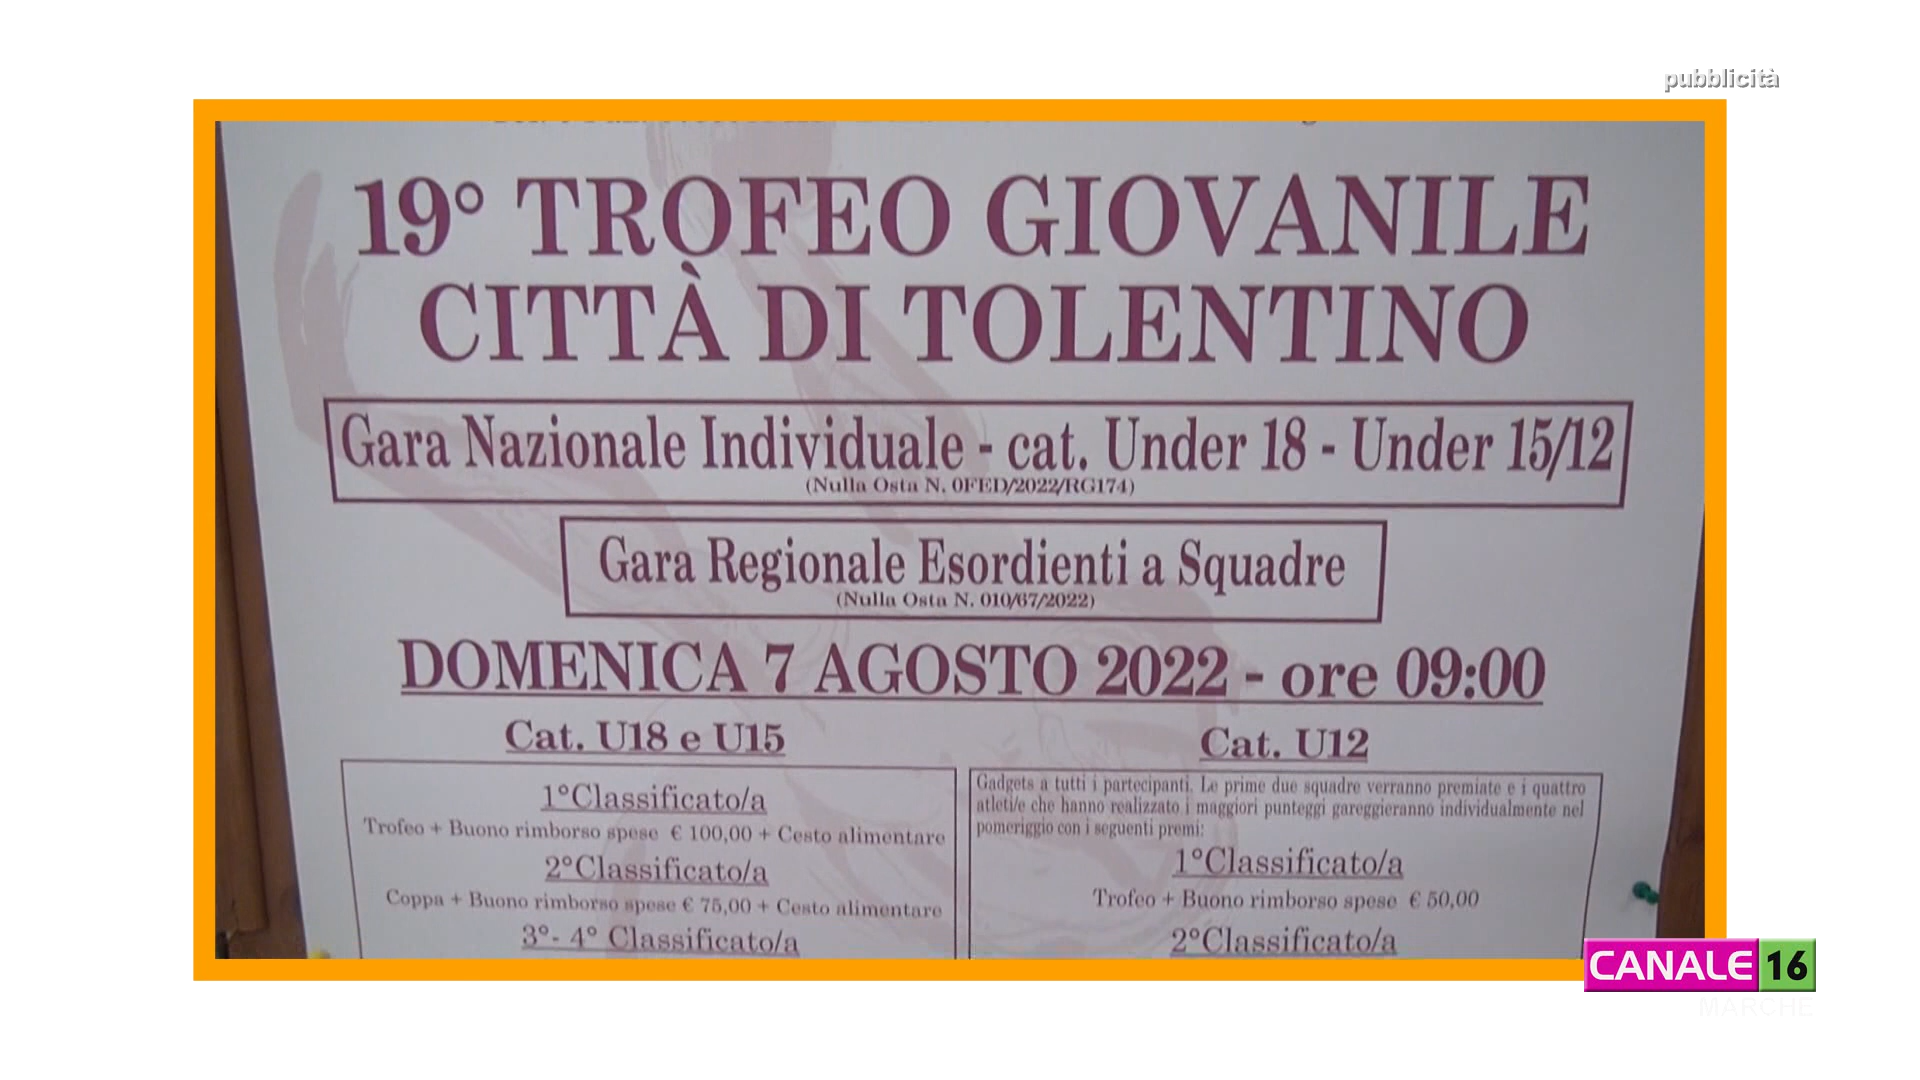 pubblicità
19° TROFEO GIOVANILE
CITTÀ DI TOLENTINO
Gara Nazionale Individuale - cat. Under 18 - Under 15/12
(Nulla Osta N. 0FED/2022/RG174)
Gara Regionale Esordienti a Squadre
(Nulla Osta N. 010/67/2022)
DOMENICA 7 AGOSTO 2022 - ore 09:00
Cat. U18 e U15
1°Classificato/a
Trofeo + Buono rimborso spese € 100,00 + Cesto alimentare
2°Classificato/a
Coppa + Buono rimborso spese € 75,00 + Cesto alimentare
3°- 4° Classificato/a
Cat. U12
Gadgets a tutti i partecipanti. Le prime due squadre verranno premiate e i quattro
atleti/e che hanno realizzato i maggiori punteggi gareggieranno individualmente nel
pomeriggio con i seguenti premi:
1°Classificato/a
Trofeo + Buono rimborso spese € 50,00
2°Classificato/a
CANALE 16
MARCHE